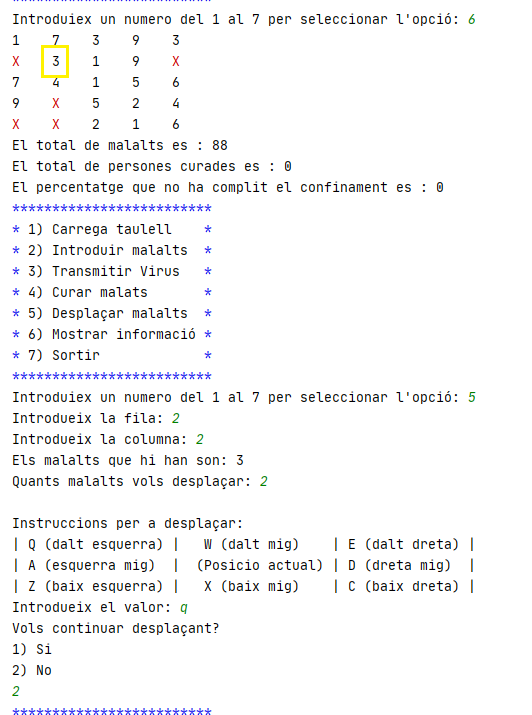 *************************
Introduiex un numero del 1 al 7 per seleccionar l'opció: 6
1 7 3 9 3
X 3 1 9 X
7 4 1 5 6
9 X 5 2 4
X X 2 1 6
El total de malalts es : 88
El total de persones curades es : 0
El percentatge que no ha complit el confinament es : 0
*************************
* 1) Carrega taulell *
* 2) Introduir malalts *
* 3) Transmitir Virus *
* 4) Curar malats *
* 5) Desplaçar malalts *
* 6) Mostrar informació *
* 7) Sortir *
*************************
Introduiex un numero del 1 al 7 per seleccionar l'opció: 5
Introdueix la fila: 2
Introdueix la columna: 2
Els malalts que hi han son: 3
Quants malalts vols desplaçar: 2
Instruccions per a desplaçar:
| Q (dalt esquerra) | W (dalt mig) | E (dalt dreta) |
| A (esquerra mig) | (Posicio actual) | D (dreta mig) |
| Z (baix esquerra) | X (baix mig) | C (baix dreta) |
Introdueix el valor: q
Vols continuar desplaçant?
1) Si
2) No
2
*************************